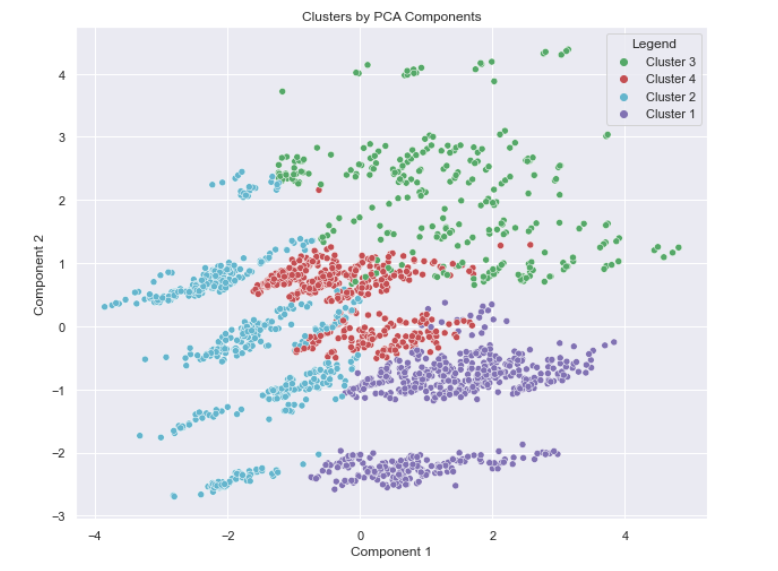 Clusters by PCA Components
Legend
Cluster 3
Cluster 4
Cluster 2
Cluster 1
4
3
2
1
0
−1
−2
−3
Component 2
−4
−2
0
2
4
Component 1